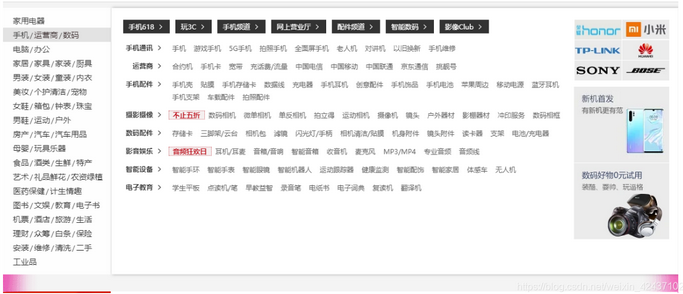 家用电器
手机 / 运营商 / 数码
电脑 / 办公
家居 / 家具 / 家装 / 厨具
男装 / 女装 / 童装 / 内衣
美妆 / 个护清洁 / 宠物
女鞋 / 箱包 / 钟表 / 珠宝
男鞋 / 运动 / 户外
房产 / 汽车 / 汽车用品
母婴 / 玩具乐器
食品 / 酒类 / 生鲜 / 特产
艺术 / 礼品鲜花 / 农资绿植
医药保健 / 计生情趣
图书 / 文娱 / 教育 / 电子书
机票 / 酒店 / 旅游 / 生活
理财 / 众筹 / 白条 / 保险
安装 / 维修 / 清洗 / 二手
工业品
手机618 > 玩3C > 手机频道 > 网上营业厅 > 配件频道 > 智能数码 > 影像Club >
手机通讯 > 手机 游戏手机 5G手机 拍照手机 全面屏手机 老人机 对讲机 以旧换新 手机维修
运营商 > 合约机 手机卡 宽带 充话费/流量 中国电信 中国移动 中国联通 京东通信 挑靓号
手机配件 > 手机壳 贴膜 手机存储卡 数据线 充电器 手机耳机 创意配件 手机饰品 手机电池 苹果周边 移动电源 蓝牙耳机
手机支架 车载配件 拍照配件
摄影摄像 > 不止五折 数码相机 微单相机 单反相机 拍立得 运动相机 摄像机 镜头 户外器材 影棚器材 冲印服务 数码相框
数码配件 > 存储卡 三脚架/云台 相机包 滤镜 闪光灯/手柄 相机清洁/贴膜 机身附件 镜头附件 读卡器 支架 电池/充电器
影音娱乐 > 音频狂欢日 耳机/耳麦 音箱/音响 智能音箱 收音机 麦克风 MP3/MP4 专业音频 音频线
智能设备 > 智能手环 智能手表 智能眼镜 智能机器人 运动跟踪器 健康监测 智能配饰 智能家居 体感车 无人机
电子教育 > 学生平板 点读机/笔 早教益智 录音笔 电纸书 电子词典 复读机 翻译机
honor 小米
TP-LINK HUAWEI
SONY BOSE
新机首发
有新机更有范
数码好物0元试用
装酷、耍帅、玩逼格